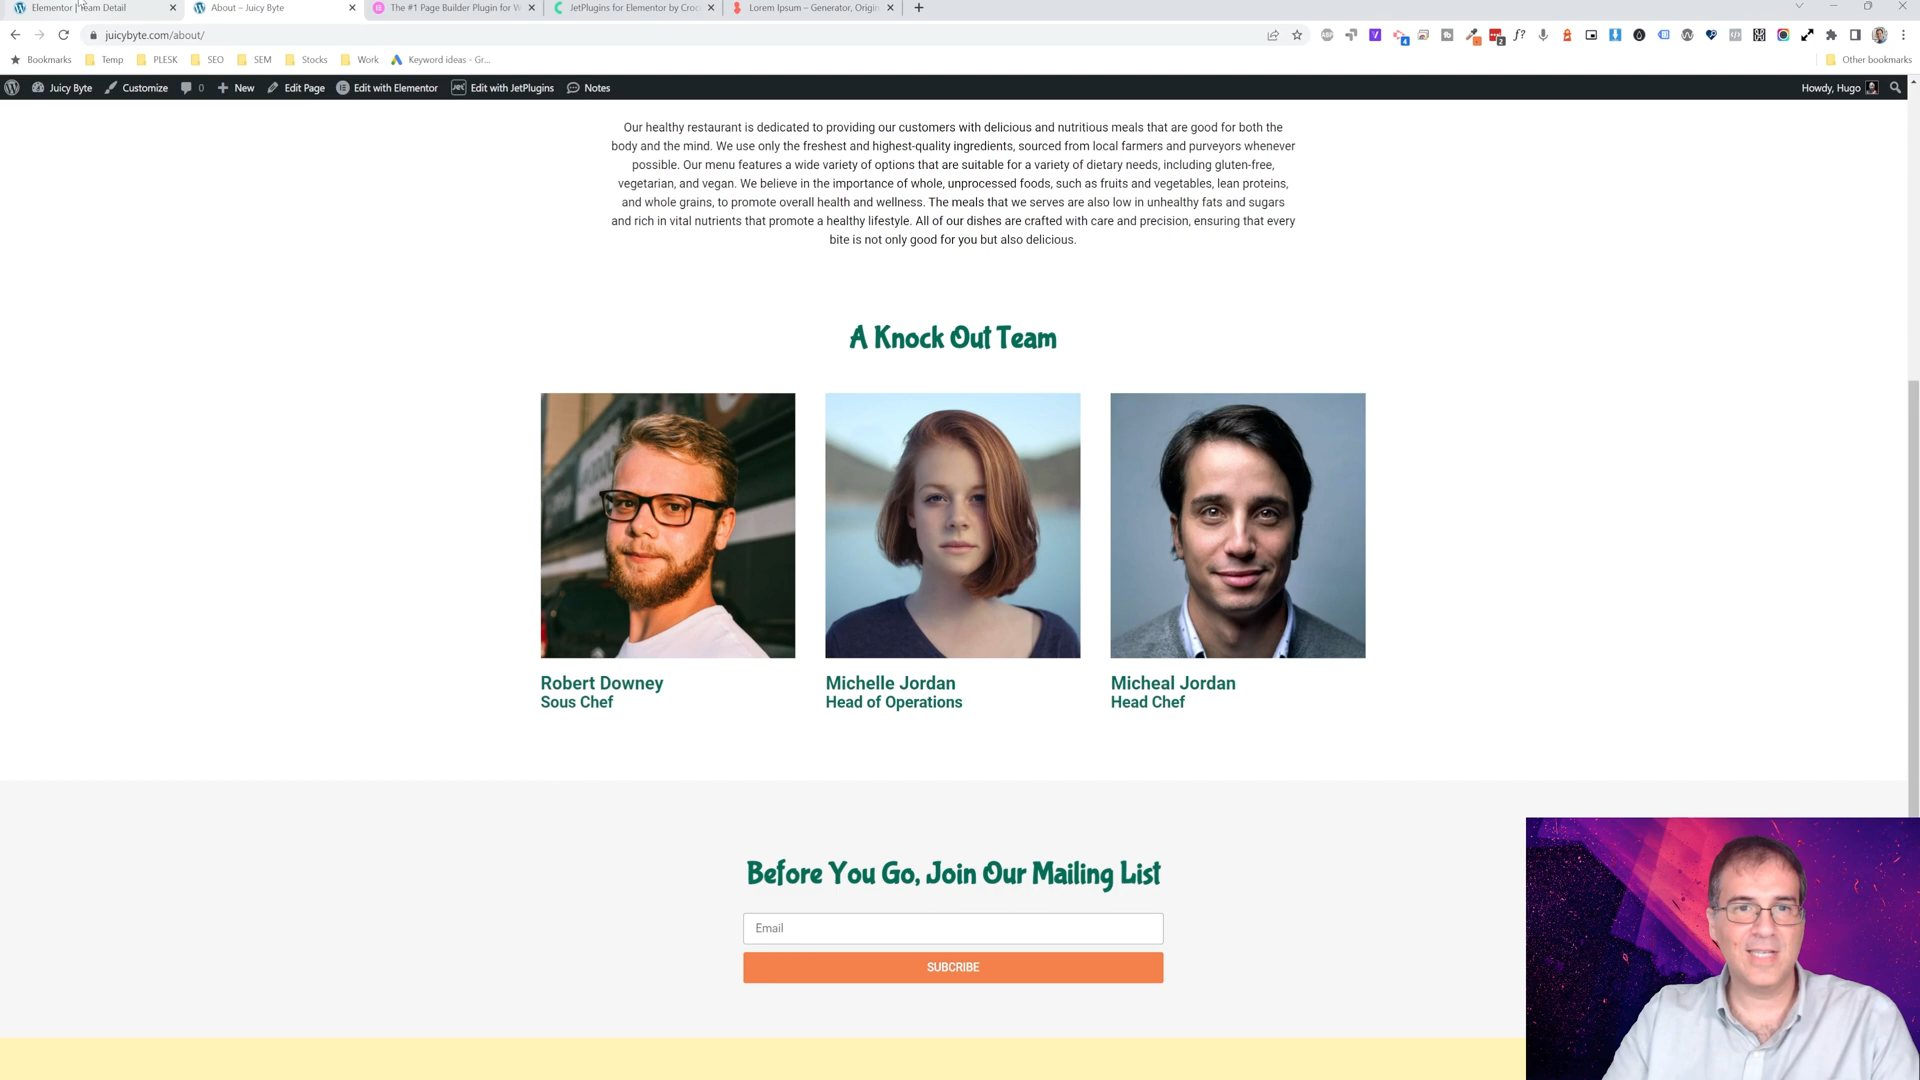 Elementor | Team Detail
About – Juicy Byte
The #1 Page Builder Plugin for W
JetPlugins for Elementor by Croc
Lorem Ipsum – Generator, Origin
juicybyte.com/about/
Bookmarks
Temp
PLESK
SEO
SEM
Stocks
Work
Keyword ideas - Gr...
Other bookmarks
Juicy Byte
Customize
0
New
Edit Page
Edit with Elementor
Edit with JetPlugins
Notes
Howdy, Hugo
Our healthy restaurant is dedicated to providing our customers with delicious and nutritious meals that are good for both the
body and the mind. We use only the freshest and highest-quality ingredients, sourced from local farmers and purveyors whenever
possible. Our menu features a wide variety of options that are suitable for a variety of dietary needs, including gluten-free,
vegetarian, and vegan. We believe in the importance of whole, unprocessed foods, such as fruits and vegetables, lean proteins,
and whole grains, to promote overall health and wellness. The meals that we serves are also low in unhealthy fats and sugars
and rich in vital nutrients that promote a healthy lifestyle. All of our dishes are crafted with care and precision, ensuring that every
bite is not only good for you but also delicious.
A Knock Out Team
Robert Downey
Sous Chef
Michelle Jordan
Head of Operations
Micheal Jordan
Head Chef
Before You Go, Join Our Mailing List
Email
SUBCRIBE